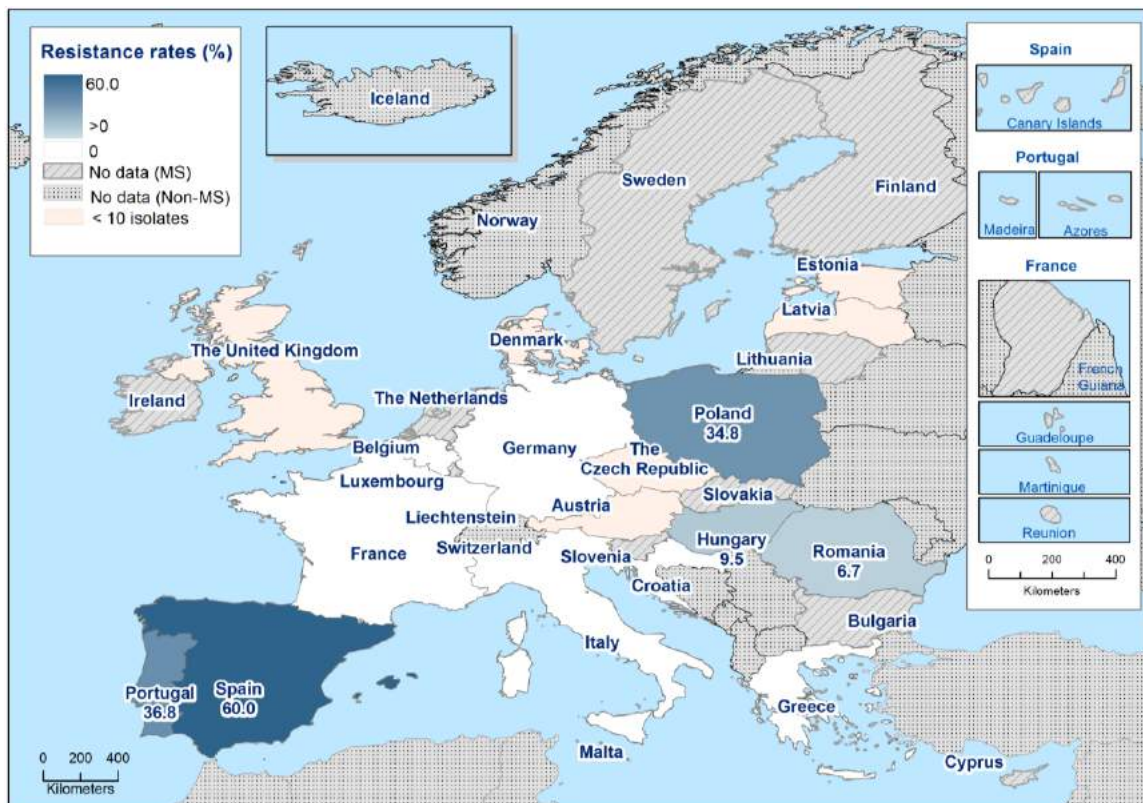 Resistance rates (%)
60.0
>0
0
No data (MS)
No data (Non-MS)
< 10 isolates
Iceland
Sweden
Finland
Norway
Estonia
Latvia
Denmark
Lithuania
The United Kingdom
Ireland
The Netherlands
Poland
34.8
Belgium
Germany
The
Czech Republic
Luxembourg
Slovakia
Austria
Liechtenstein
Hungary
9.5
Romania
6.7
France
Switzerland
Slovenia
Croatia
Bulgaria
Italy
Portugal
36.8
Spain
60.0
Greece
Malta
Cyprus
0 200 400
Kilometers
Spain
Canary Islands
Portugal
Madeira
Azores
France
French
Guiana
Guadeloupe
Martinique
Reunion
0 200 400
Kilometers